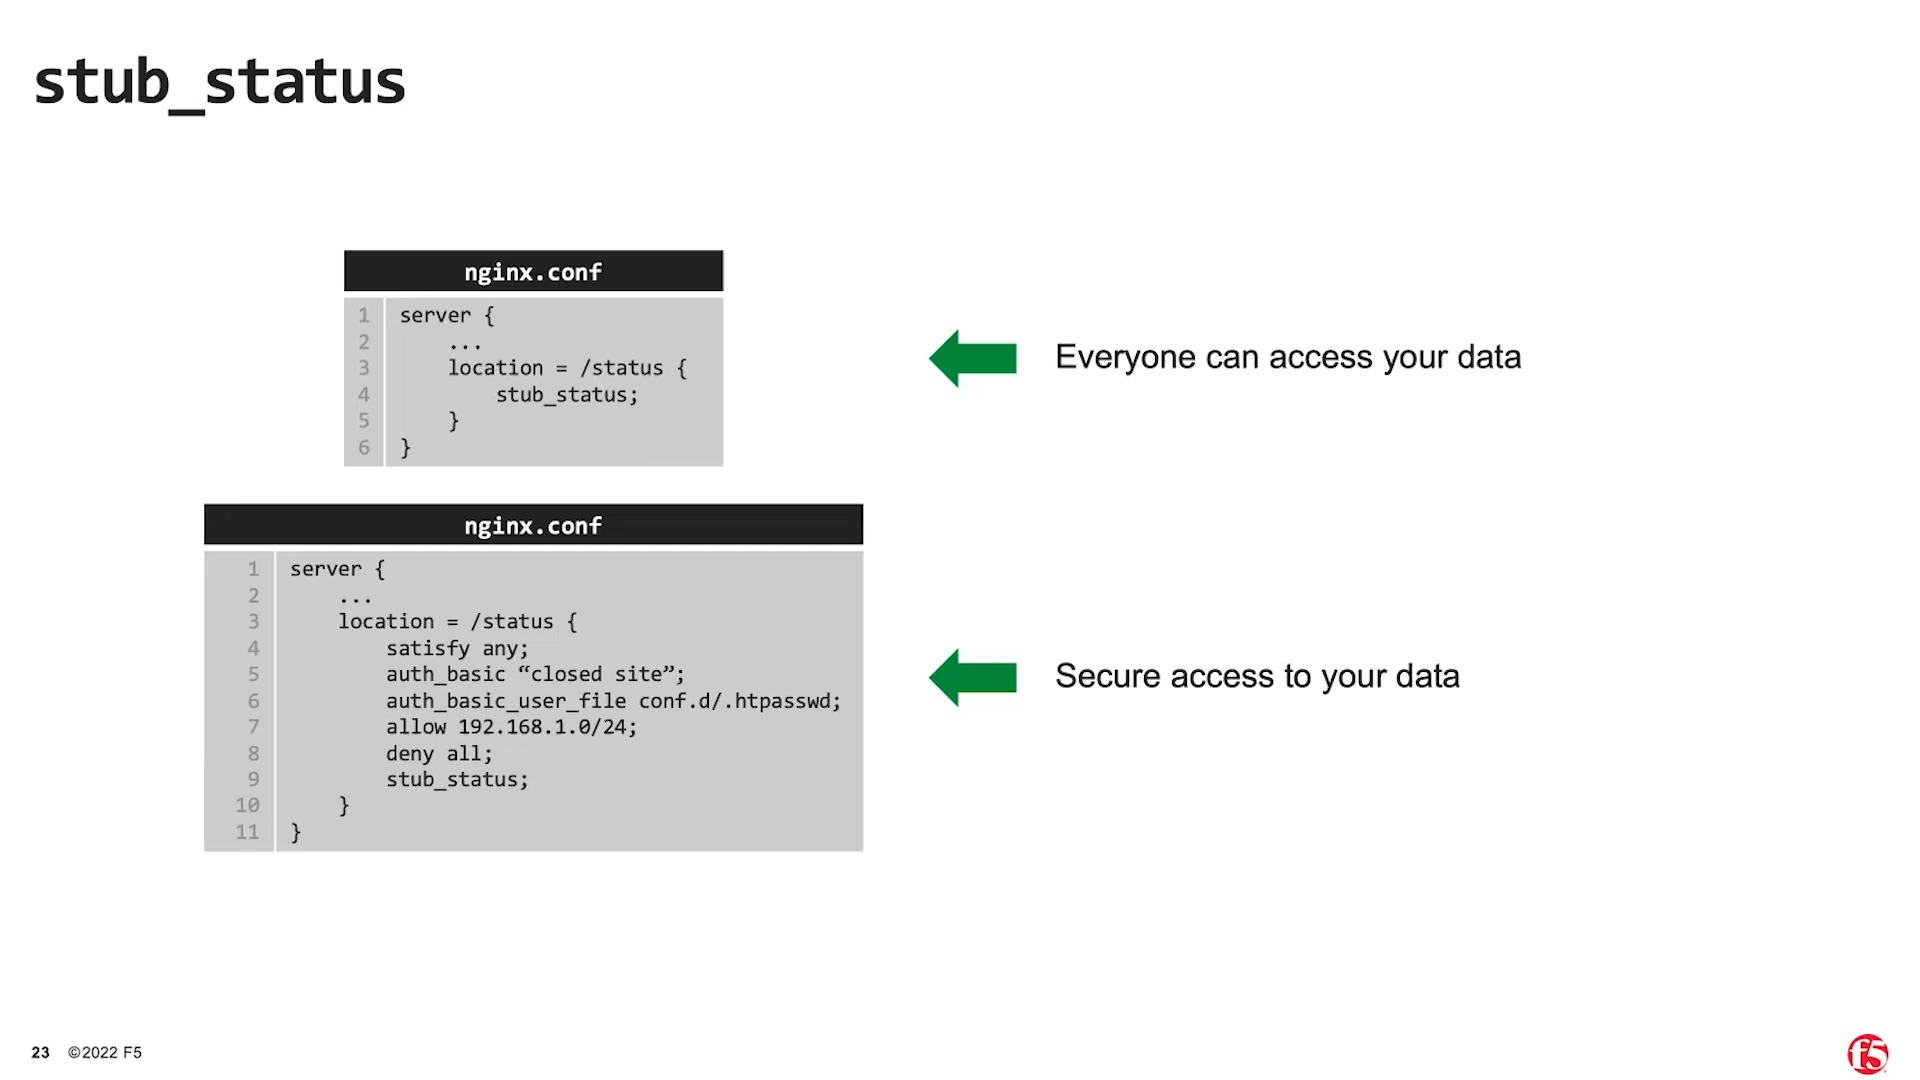 stub_status
nginx.conf
1 server {
2     ...
3     location = /status {
4         stub_status;
5     }
6 }
Everyone can access your data
nginx.conf
1 server {
2     ...
3     location = /status {
4         satisfy any;
5         auth_basic “closed site”;
6         auth_basic_user_file conf.d/.htpasswd;
7         allow 192.168.1.0/24;
8         deny all;
9         stub_status;
10     }
11 }
Secure access to your data
23 ©2022 F5
f5